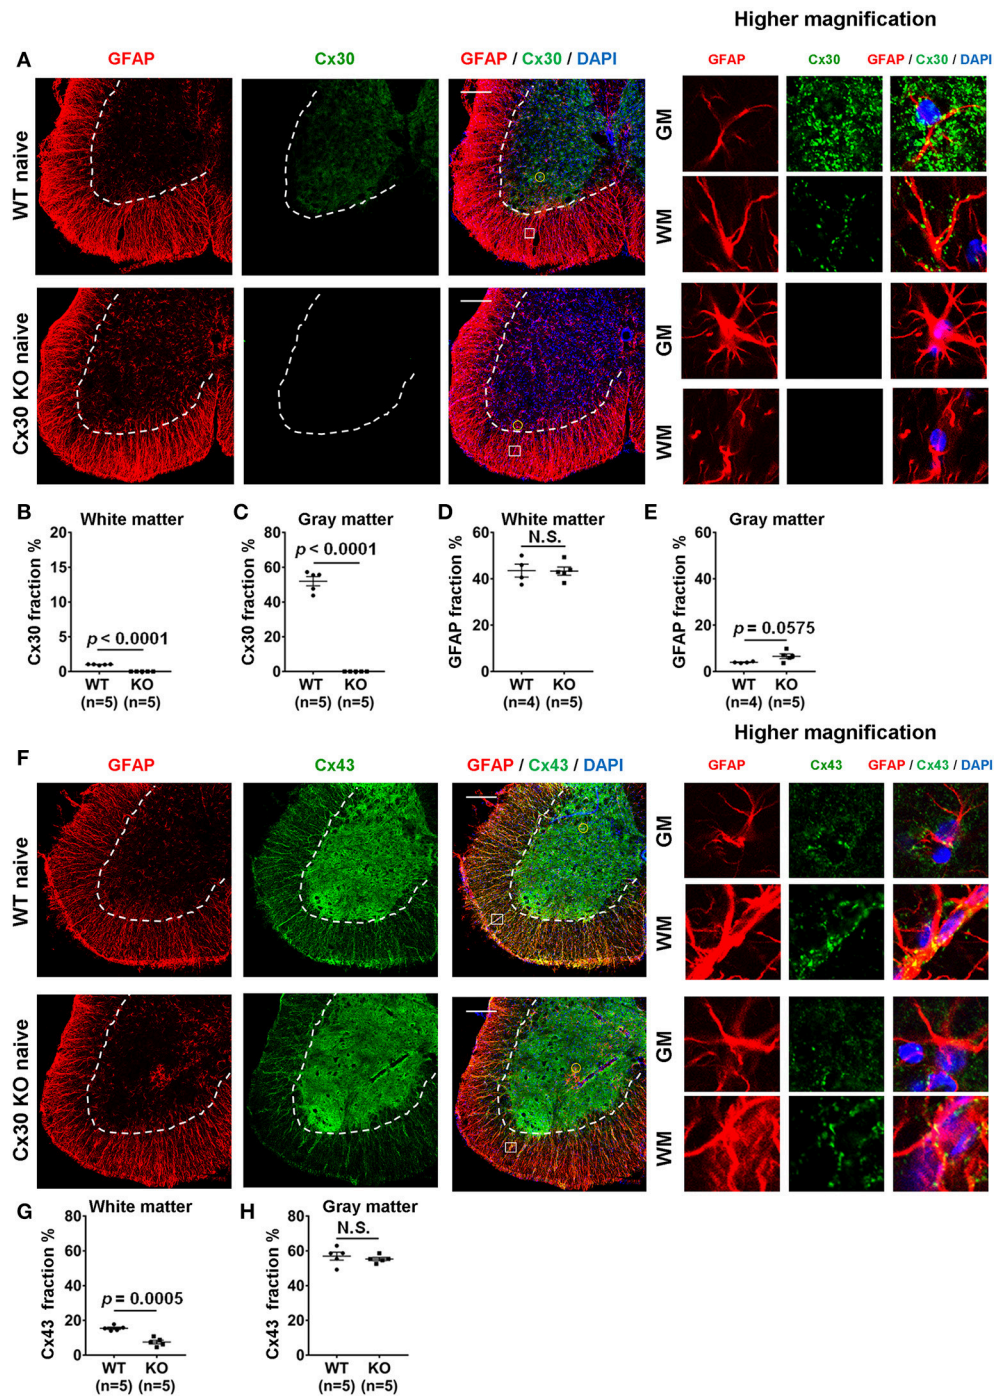 Higher magnification
A
GFAP
Cx30
GFAP / Cx30 / DAPI
GFAP
Cx30
GFAP / Cx30 / DAPI
WT naive
GM
WM
Cx30 KO naive
GM
WM
B
White matter
Cx30 fraction %
20
15
10
5
0
p < 0.0001
WT
KO
(n=5)
(n=5)
C
Gray matter
Cx30 fraction %
80
60
40
20
0
p < 0.0001
WT
KO
(n=5)
(n=5)
D
White matter
GFAP fraction %
60
40
20
0
N.S.
WT
KO
(n=4)
(n=5)
E
Gray matter
GFAP fraction %
60
40
20
0
p = 0.0575
WT
KO
(n=4)
(n=5)
Higher magnification
F
GFAP
Cx43
GFAP / Cx43 / DAPI
GFAP
Cx43
GFAP / Cx43 / DAPI
WT naive
GM
WM
Cx30 KO naive
GM
WM
G
White matter
Cx43 fraction %
80
60
40
20
0
p = 0.0005
WT
KO
(n=5)
(n=5)
H
Gray matter
Cx43 fraction %
80
60
40
20
0
N.S.
WT
KO
(n=5)
(n=5)